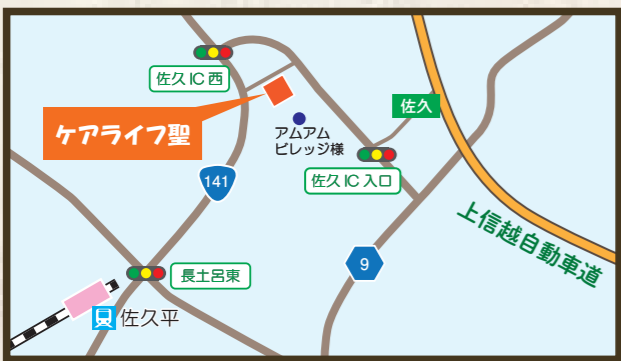 佐久IC西
佐久
ケアライフ聖
アムアム
ビレッジ様
佐久IC入口
141
上信越自動車道
9
長土呂東
佐久平